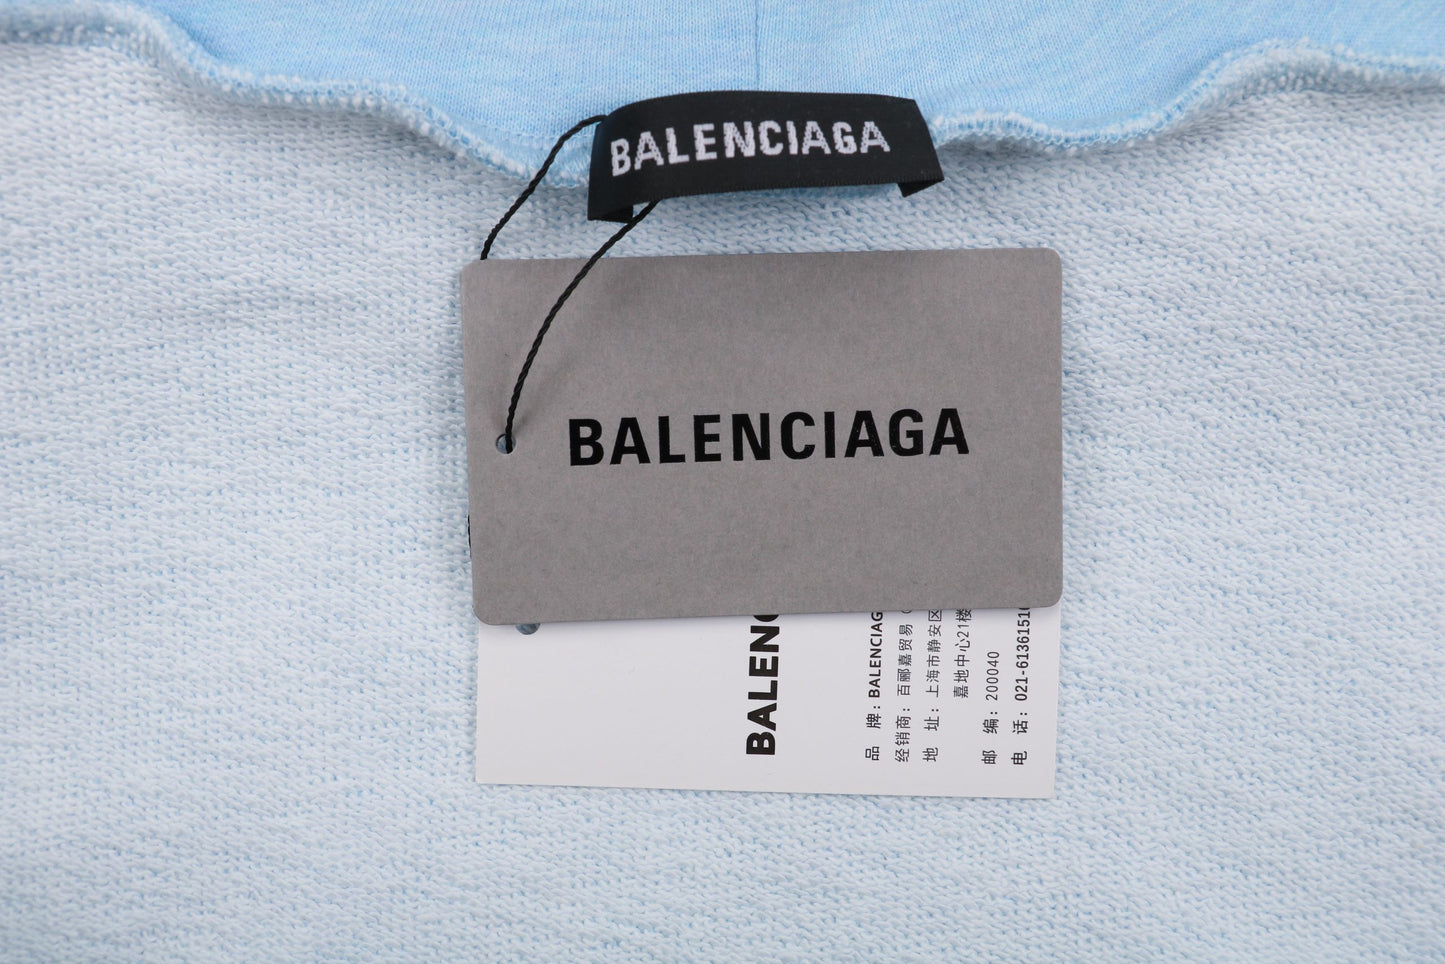 BALENCIAGA
BALENCIAGA
BALENC
品 牌: BALENCIAG
经销商: 百郦嘉贸易
地 址: 上海市静安区
嘉地中心21楼
邮 编: 200040
电 话: 021-6136151